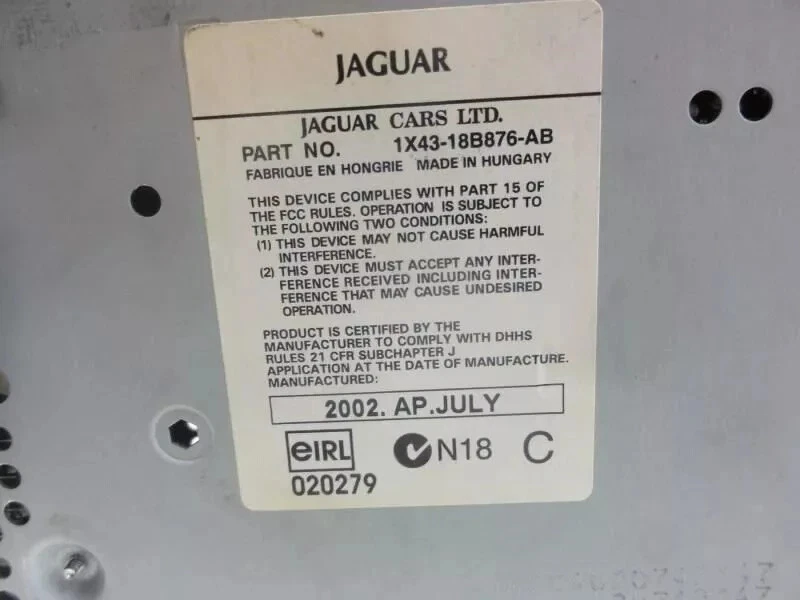 JAGUAR
JAGUAR CARS LTD.
PART NO. 1X43-18B876-AB
FABRIQUE EN HONGRIE MADE IN HUNGARY
THIS DEVICE COMPLIES WITH PART 15 OF
THE FCC RULES. OPERATION IS SUBJECT TO
THE FOLLOWING TWO CONDITIONS:
(1) THIS DEVICE MAY NOT CAUSE HARMFUL
INTERFERENCE.
(2) THIS DEVICE MUST ACCEPT ANY INTER-
FERENCE RECEIVED INCLUDING INTER-
FERENCE THAT MAY CAUSE UNDESIRED
OPERATION.
PRODUCT IS CERTIFIED BY THE
MANUFACTURER TO COMPLY WITH DHHS
RULES 21 CFR SUBCHAPTER J
APPLICATION AT THE DATE OF MANUFACTURE.
MANUFACTURED:
2002. AP.JULY
eIRL N18 C
020279